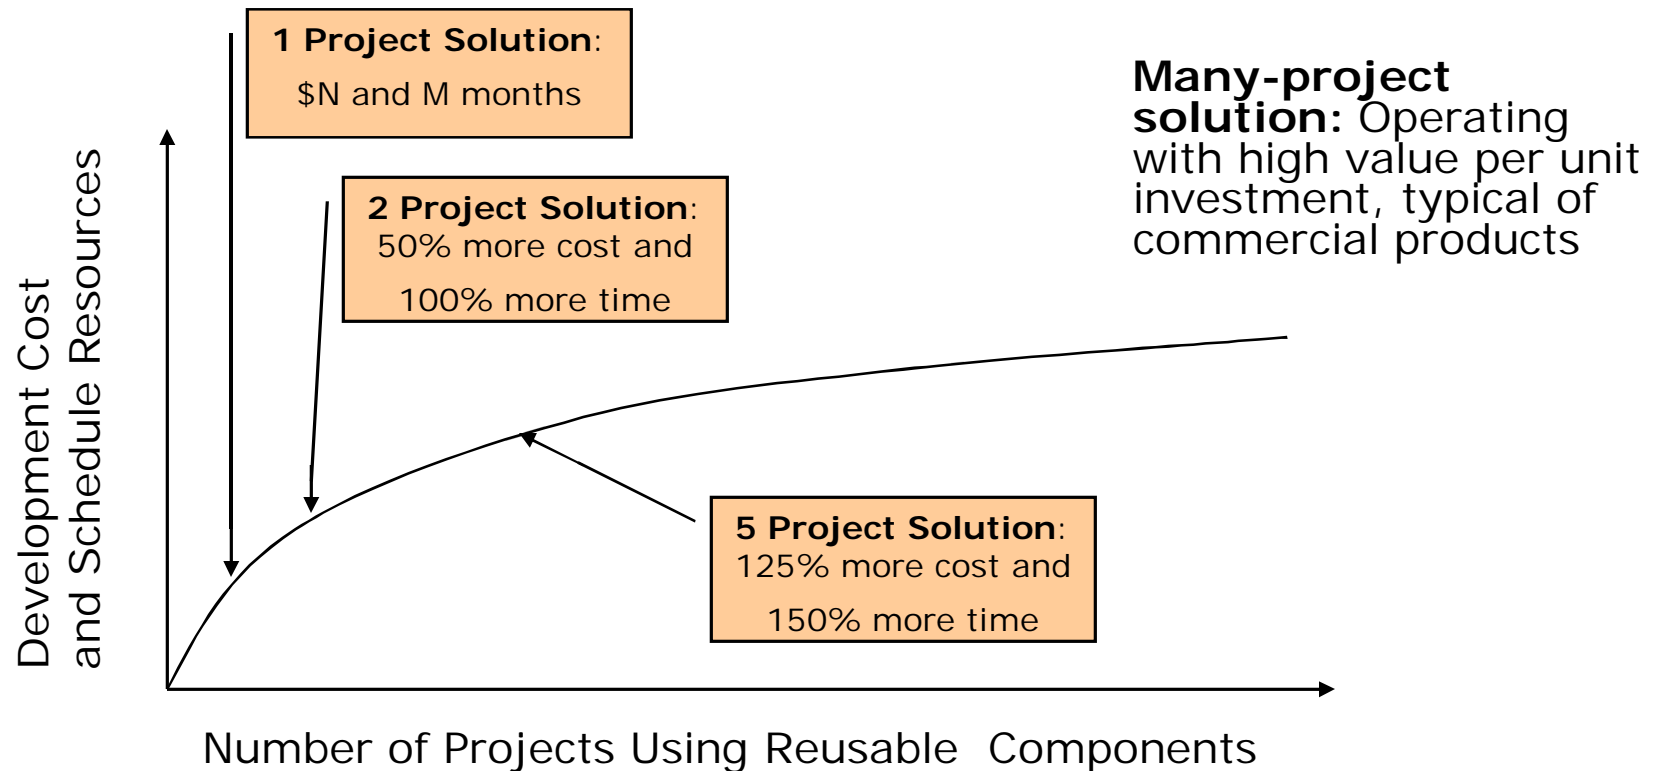 1 Project Solution:
$N and M months
Many-project
solution: Operating
with high value per unit
investment, typical of
commercial products
2 Project Solution:
50% more cost and
100% more time
Development Cost
and Schedule Resources
5 Project Solution:
125% more cost and
150% more time
Number of Projects Using Reusable Components